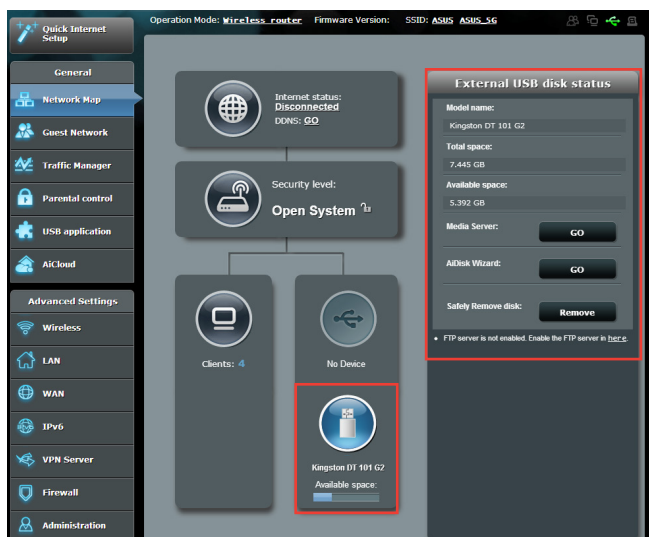 Operation Mode: Wireless router Firmware Version: SSID: ASUS ASUS_5G
Quick Internet
Setup
General
Network Map
Guest Network
Traffic Manager
Parental control
USB application
AiCloud
Advanced Settings
Wireless
LAN
WAN
IPv6
VPN Server
Firewall
Administration
Internet status:
Disconnected
DDNS: GO
Security level:
Open System
Clients: 4
No Device
Kingston DT 101 G2
Available space:
External USB disk status
Model name:
Kingston DT 101 G2
Total space:
7.445 GB
Available space:
5.392 GB
Media Server: GO
AiDisk Wizard: GO
Safely Remove disk: Remove
• FTP server is not enabled. Enable the FTP server in here.